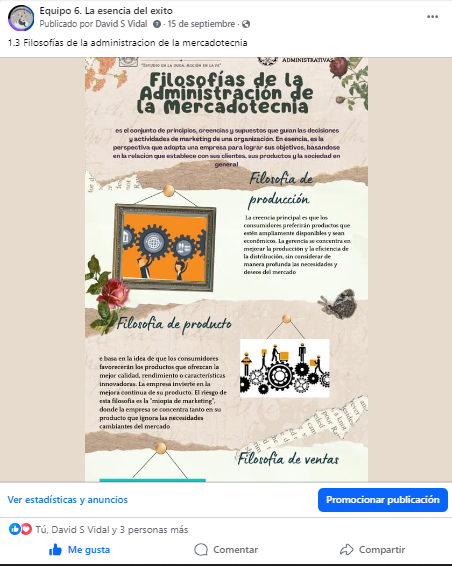 Equipo 6. La esencia del exito
Publicado por David S Vidal · 15 de septiembre ·
1.3 Filosofías de la administracion de la mercadotecnia
"ESTUDIO EN LA DUDA, ACCIÓN EN LA FE"
ADMINISTRATIVAS
Filosofías de la
Administración de
la Mercadotecnia
es el conjunto de principios, creencias y supuestos que guían las decisiones
y actividades de marketing de una organización. En esencia, es la
perspectiva que adopta una empresa para lograr sus objetivos, basándose
en la relación que establece con sus clientes, sus productos y la sociedad en
general
Filosofía de
producción
La creencia principal es que los
consumidores preferirán productos que
estén ampliamente disponibles y sean
económicos. La gerencia se concentra en
mejorar la producción y la eficiencia de
la distribución, sin considerar de
manera profunda las necesidades y
deseos del mercado
Filosofía de producto
e basa en la idea de que los consumidores
favorecerán los productos que ofrezcan la
mejor calidad, rendimiento o características
innovadoras. La empresa invierte en la
mejora continua de su producto. El riesgo de
esta filosofía es la "miopía de marketing",
donde la empresa se concentra tanto en su
producto que ignora las necesidades
cambiantes del mercado
Filosofía de ventas
Ver estadísticas y anuncios
Promocionar publicación
Tú, David S Vidal y 3 personas más
Me gusta
Comentar
Compartir